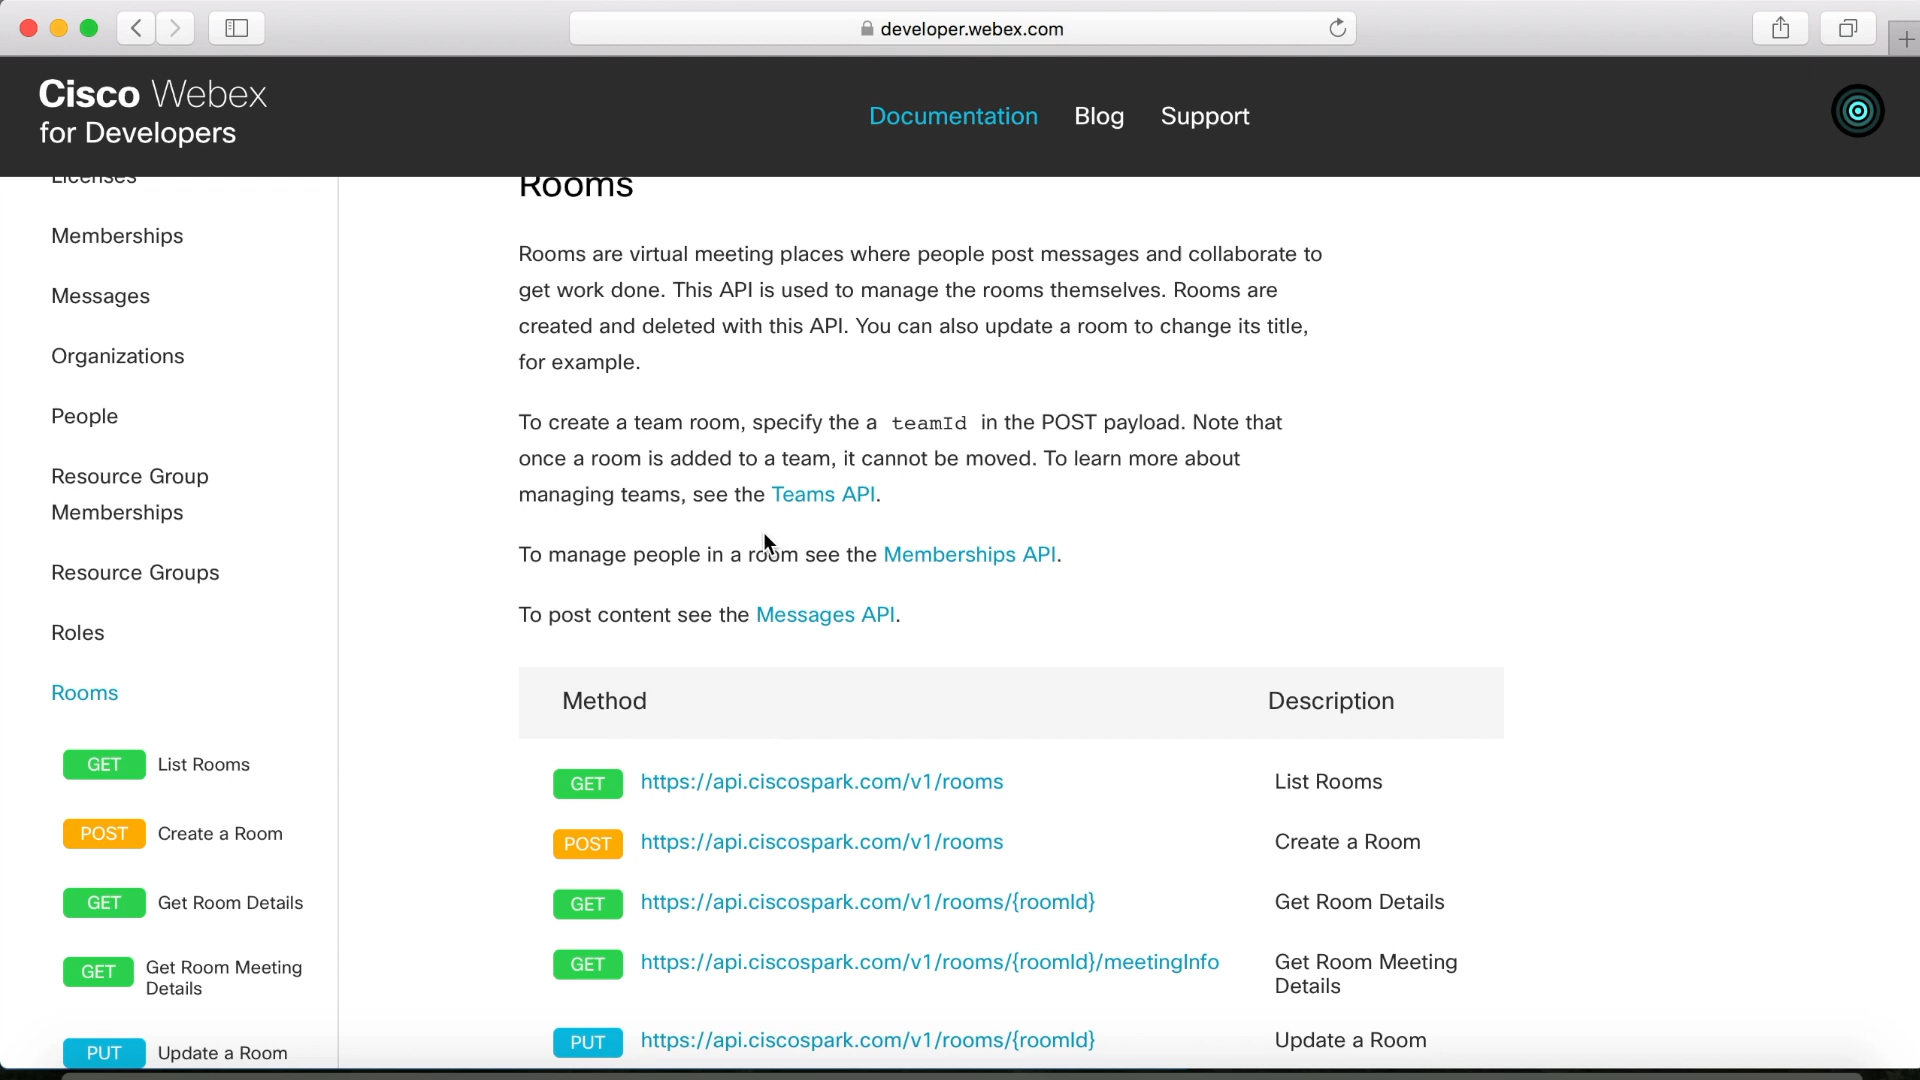 developer.webex.com
Cisco Webex
for Developers
Documentation
Blog
Support
Licenses
Memberships
Messages
Organizations
People
Resource Group
Memberships
Resource Groups
Roles
Rooms
GET List Rooms
POST Create a Room
GET Get Room Details
GET Get Room Meeting
Details
PUT Update a Room
Rooms
Rooms are virtual meeting places where people post messages and collaborate to
get work done. This API is used to manage the rooms themselves. Rooms are
created and deleted with this API. You can also update a room to change its title,
for example.
To create a team room, specify the a teamId in the POST payload. Note that
once a room is added to a team, it cannot be moved. To learn more about
managing teams, see the Teams API.
To manage people in a room see the Memberships API.
To post content see the Messages API.
Method Description
GET https://api.ciscospark.com/v1/rooms List Rooms
POST https://api.ciscospark.com/v1/rooms Create a Room
GET https://api.ciscospark.com/v1/rooms/{roomId} Get Room Details
GET https://api.ciscospark.com/v1/rooms/{roomId}/meetingInfo Get Room Meeting
Details
PUT https://api.ciscospark.com/v1/rooms/{roomId} Update a Room